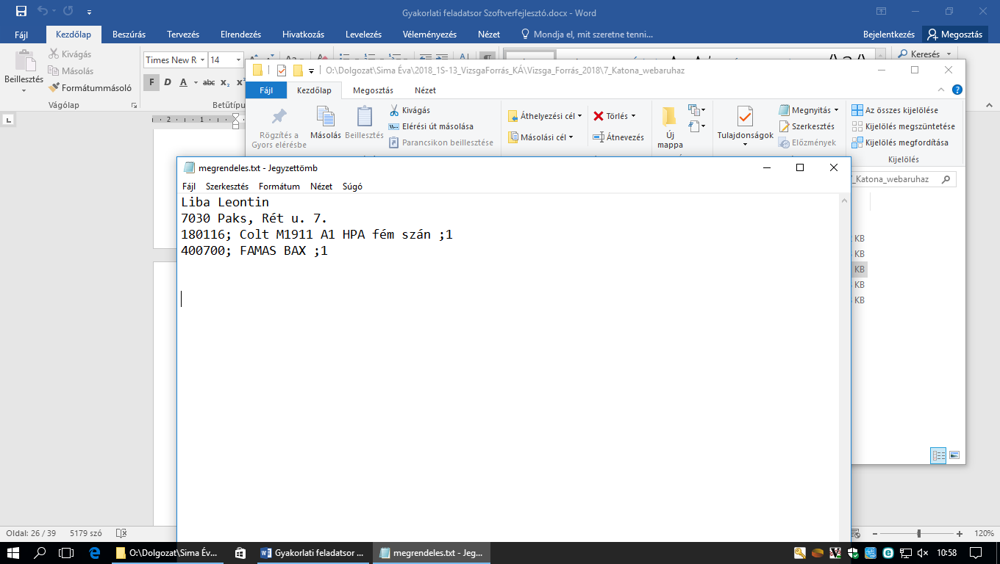 Gyakorlati feladatsor Szoftverfejlesztő.docx - Word
Fájl Kezdőlap Beszúrás Tervezés Elrendezés Hivatkozás Levelezés Véleményezés Nézet Mondja el, mit szeretne tenni... Bejelentkezés Megosztás
Beillesztés
Kivágás
Másolás
Formátummásoló
Vágólap
Times New R 14
F D A abc x₂ x²
Betűtípu
Keresés
O:\Dolgozat\Sima Éva\2018_1S-13_VizsgaForrás_KÁ\Vizsga_Forrás_2018\7_Katona_webaruhaz
Fájl Kezdőlap Megosztás Nézet
Rögzítés a
Gyors elérésbe
Másolás
Beillesztés
Kivágás
Elérési út másolása
Parancsikon beillesztése
Áthelyezési cél
Másolási cél
Törlés
Átnevezés
Új
mappa
Tulajdonságok
Megnyitás
Szerkesztés
Előzmények
Az összes kijelölése
Kijelölés megszüntetése
Kijelölés megfordítása
Kijelölés
7_Katona_webaruhaz
KB
KB
KB
KB
KB
megrendeles.txt - Jegyzettömb
Fájl Szerkesztés Formátum Nézet Súgó
Liba Leontin
7030 Paks, Rét u. 7.
180116; Colt M1911 A1 HPA fém szán ;1
400700; FAMAS BAX ;1
Oldal: 26 / 39 5179 szó 120%
O:\Dolgozat\Sima Év... Gyakorlati feladatsor ... megrendeles.txt - Jeg... 10:58